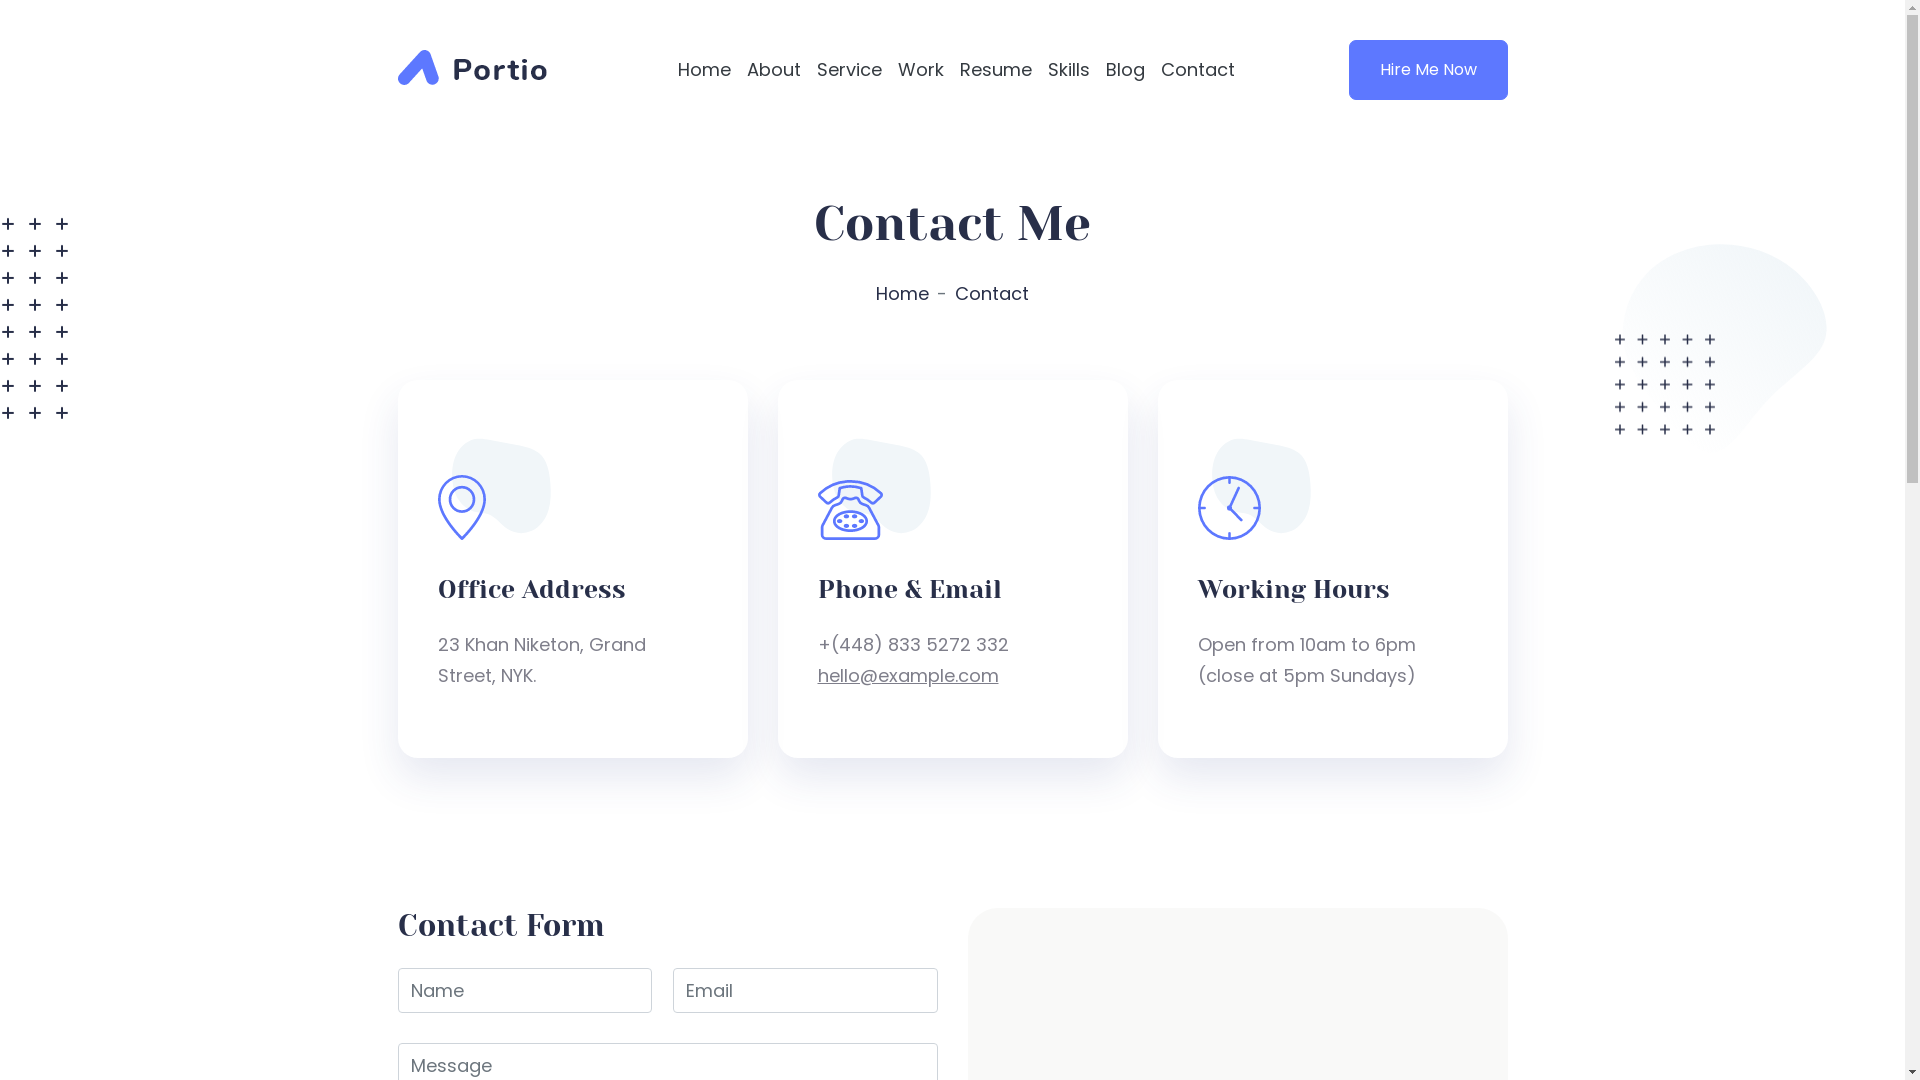 Portio
Home About Service Work Resume Skills Blog Contact
Hire Me Now
Contact Me
Home - Contact
Office Address
23 Khan Niketon, Grand
Street, NYK.
Phone & Email
+(448) 833 5272 332
hello@example.com
Working Hours
Open from 10am to 6pm
(close at 5pm Sundays)
Contact Form
Name
Email
Message